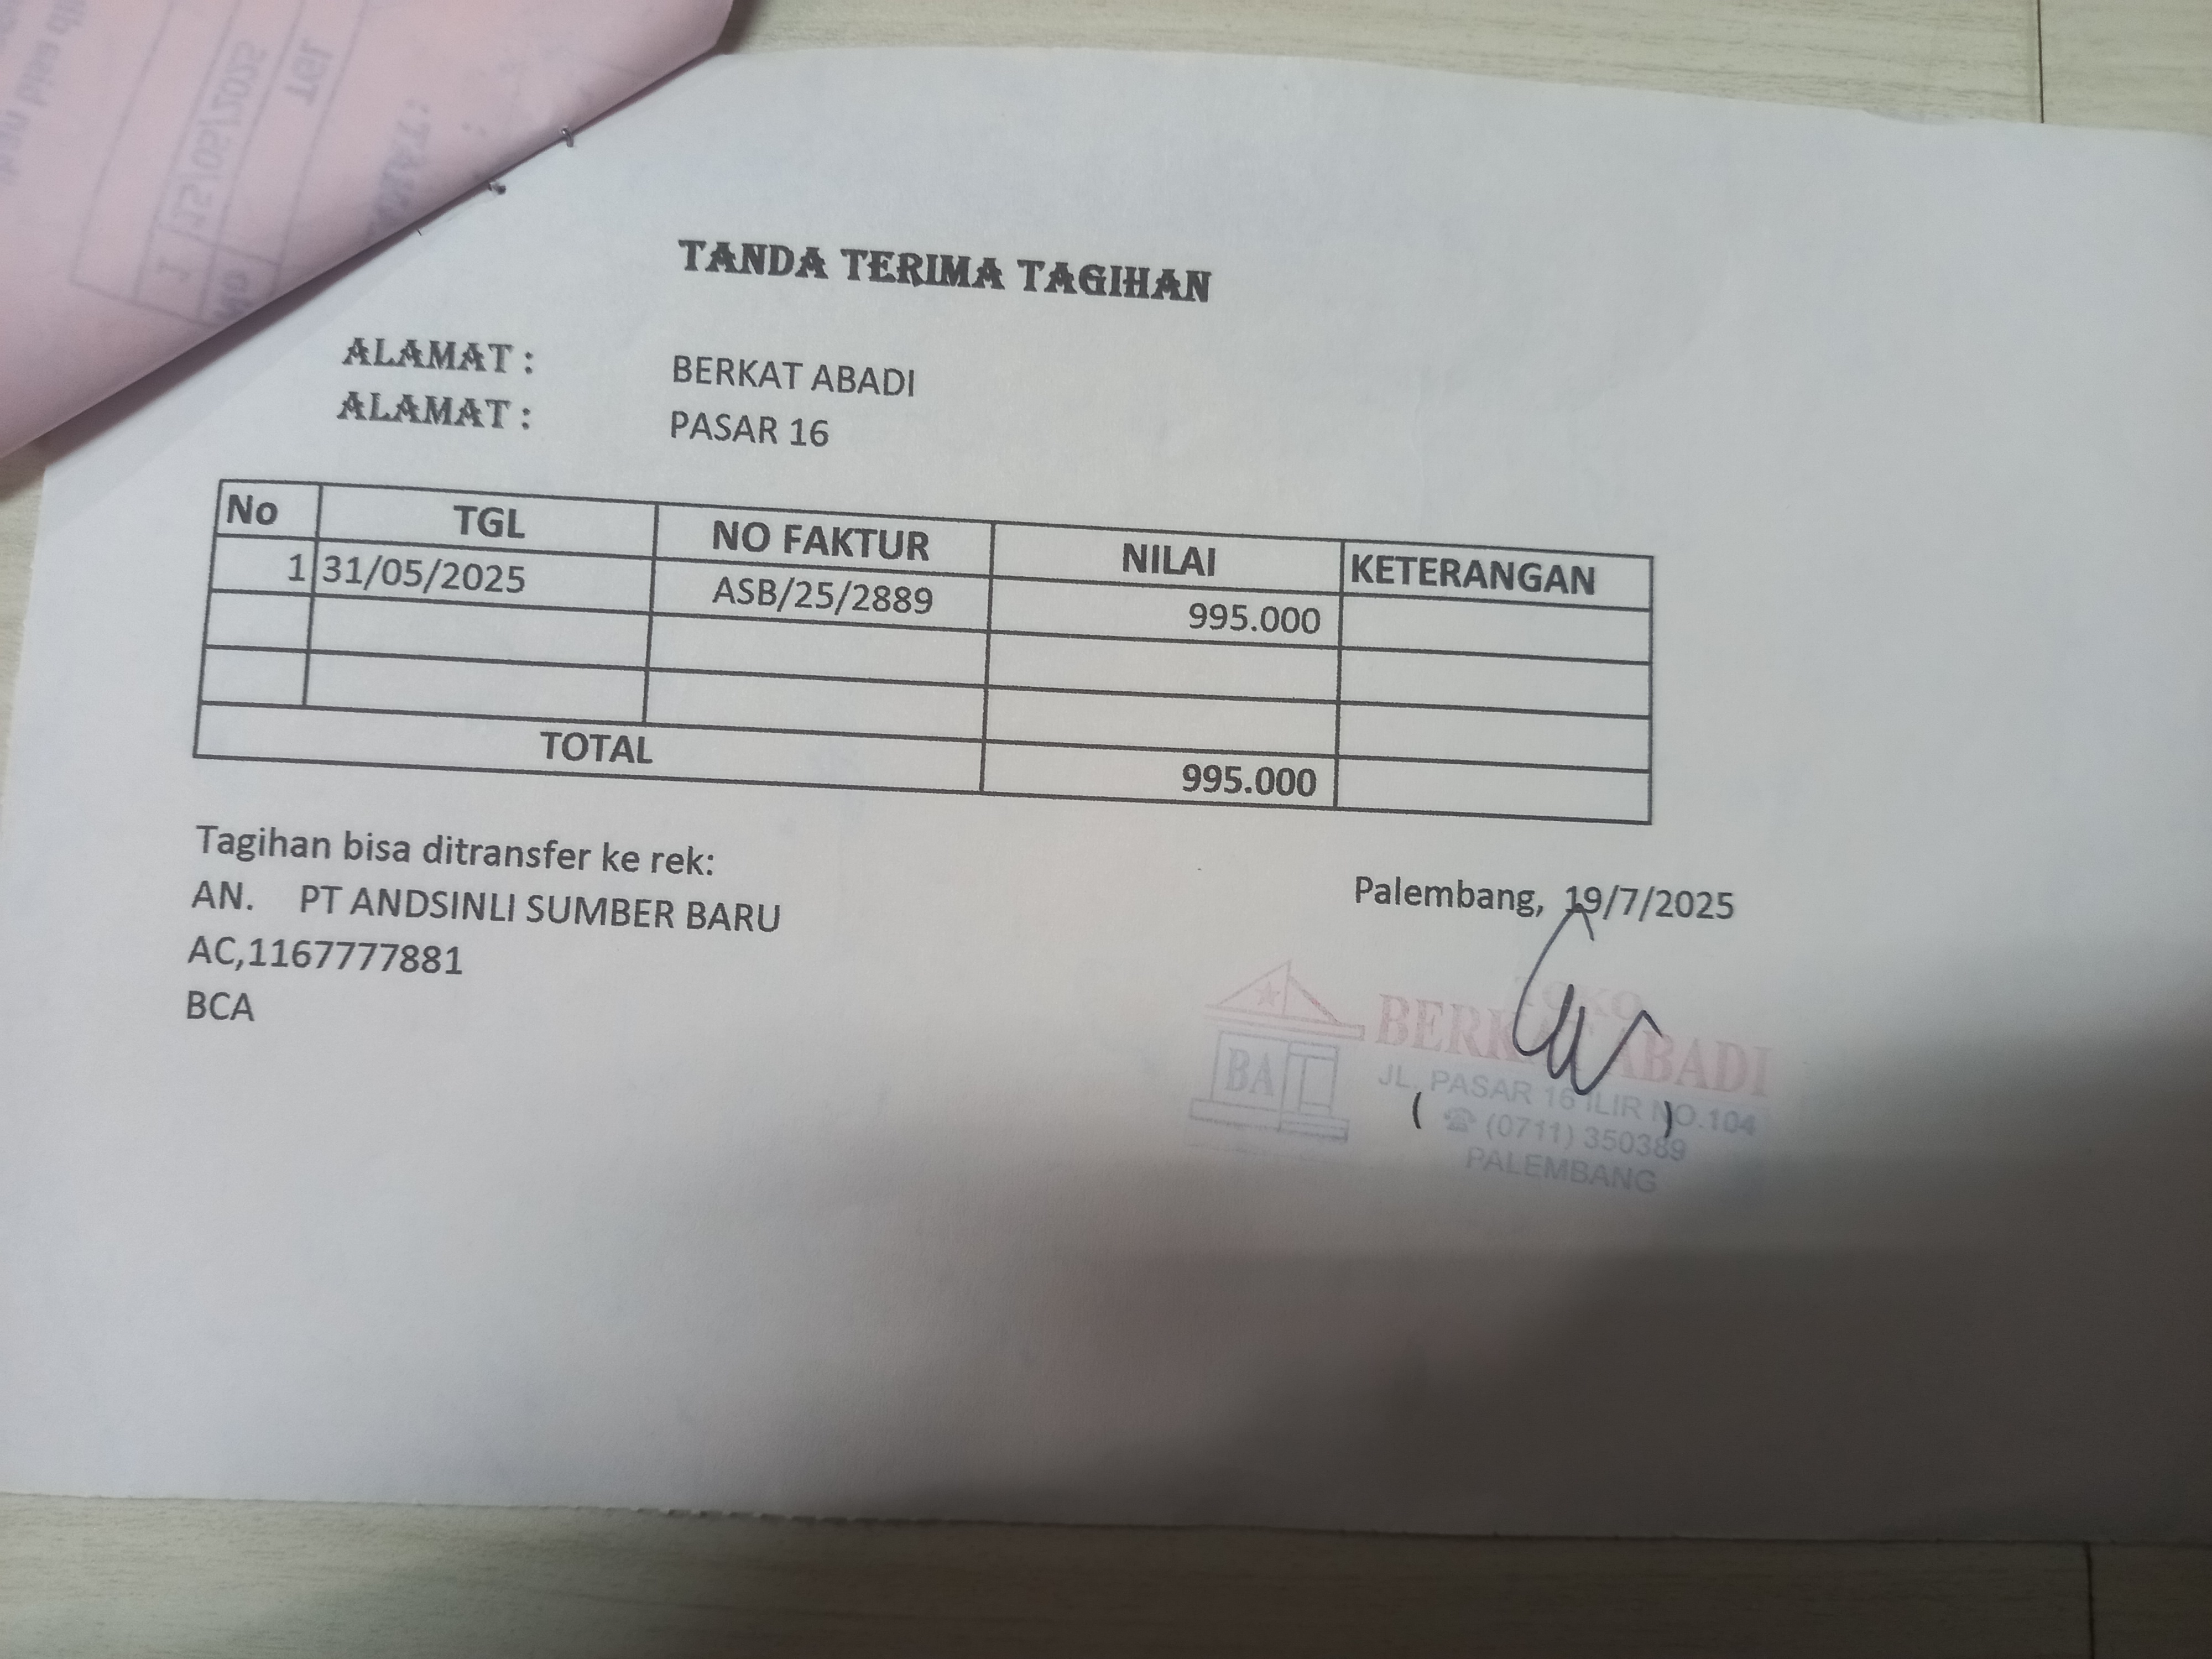 TANDA TERIMA TAGIHAN
ALAMAT : BERKAT ABADI
ALAMAT : PASAR 16
No TGL NO FAKTUR NILAI KETERANGAN
1 31/05/2025 ASB/25/2889 995.000
TOTAL 995.000
Tagihan bisa ditransfer ke rek:
AN. PT ANDSINLI SUMBER BARU
AC,1167777881
BCA
Palembang, 19/7/2025
TOKO
BERKAT ABADI
BAT
JL. PASAR 16 ILIR NO.104
( )
☎ (0711) 350389
PALEMBANG